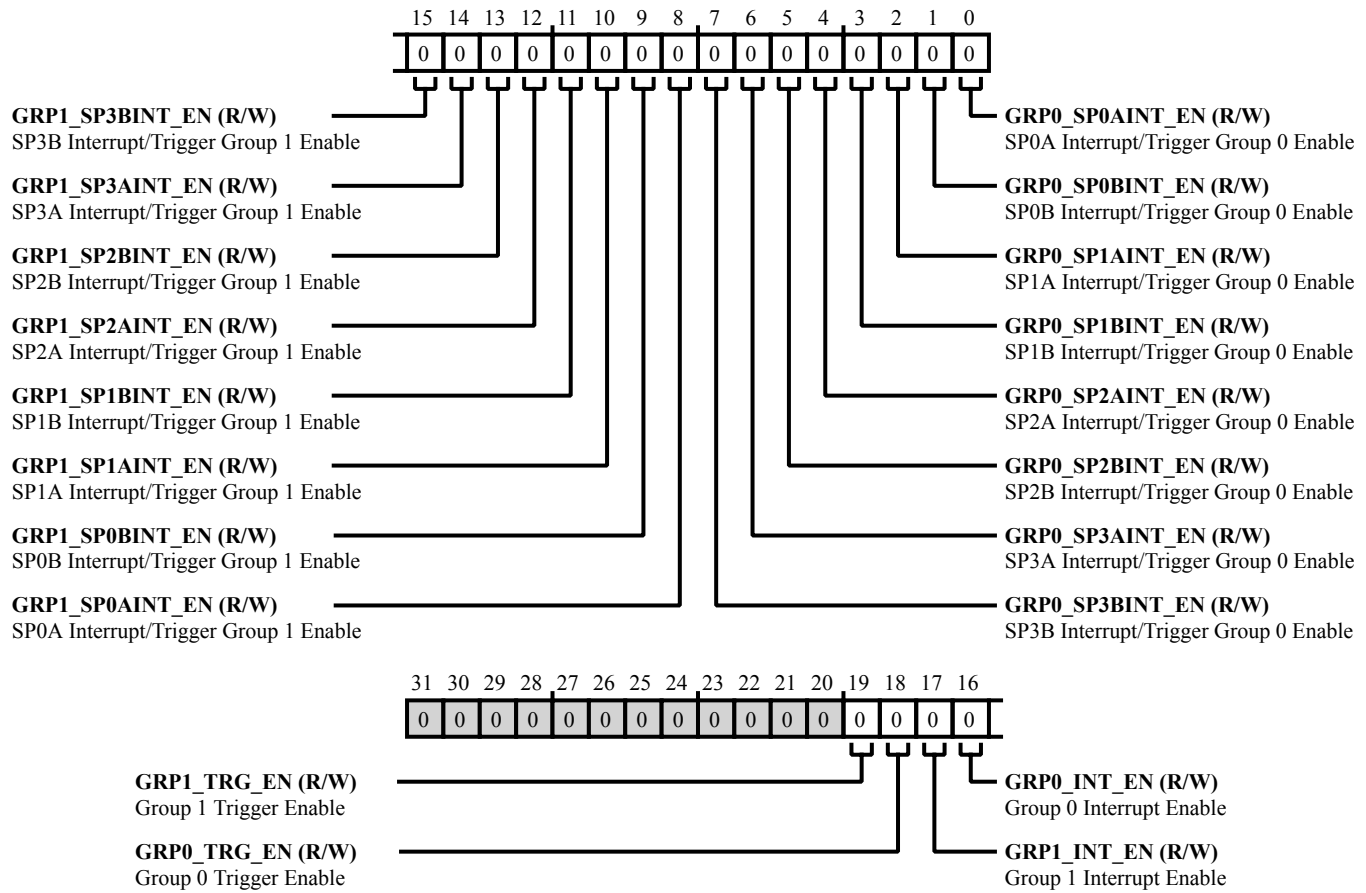 15 14 13 12 11 10 9 8 7 6 5 4 3 2 1 0
0 0 0 0 0 0 0 0 0 0 0 0 0 0 0 0
GRP1_SP3BINT_EN (R/W)
SP3B Interrupt/Trigger Group 1 Enable
GRP1_SP3AINT_EN (R/W)
SP3A Interrupt/Trigger Group 1 Enable
GRP1_SP2BINT_EN (R/W)
SP2B Interrupt/Trigger Group 1 Enable
GRP1_SP2AINT_EN (R/W)
SP2A Interrupt/Trigger Group 1 Enable
GRP1_SP1BINT_EN (R/W)
SP1B Interrupt/Trigger Group 1 Enable
GRP1_SP1AINT_EN (R/W)
SP1A Interrupt/Trigger Group 1 Enable
GRP1_SP0BINT_EN (R/W)
SP0B Interrupt/Trigger Group 1 Enable
GRP1_SP0AINT_EN (R/W)
SP0A Interrupt/Trigger Group 1 Enable
GRP0_SP0AINT_EN (R/W)
SP0A Interrupt/Trigger Group 0 Enable
GRP0_SP0BINT_EN (R/W)
SP0B Interrupt/Trigger Group 0 Enable
GRP0_SP1AINT_EN (R/W)
SP1A Interrupt/Trigger Group 0 Enable
GRP0_SP1BINT_EN (R/W)
SP1B Interrupt/Trigger Group 0 Enable
GRP0_SP2AINT_EN (R/W)
SP2A Interrupt/Trigger Group 0 Enable
GRP0_SP2BINT_EN (R/W)
SP2B Interrupt/Trigger Group 0 Enable
GRP0_SP3AINT_EN (R/W)
SP3A Interrupt/Trigger Group 0 Enable
GRP0_SP3BINT_EN (R/W)
SP3B Interrupt/Trigger Group 0 Enable
31 30 29 28 27 26 25 24 23 22 21 20 19 18 17 16
0 0 0 0 0 0 0 0 0 0 0 0 0 0 0 0
GRP1_TRG_EN (R/W)
Group 1 Trigger Enable
GRP0_TRG_EN (R/W)
Group 0 Trigger Enable
GRP0_INT_EN (R/W)
Group 0 Interrupt Enable
GRP1_INT_EN (R/W)
Group 1 Interrupt Enable